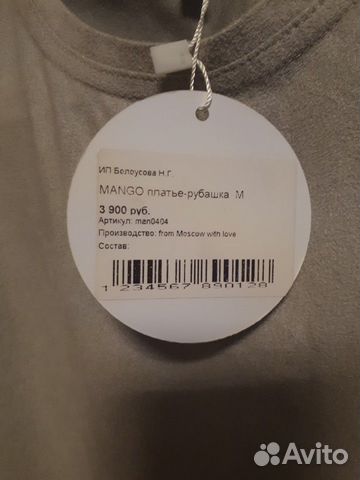 ИП Белоусова Н.Г.
MANGO платье-рубашка M
3 900 руб.
Артикул: man0404
Производство: from Moscow with love
Состав:
1 234567 890128
Avito